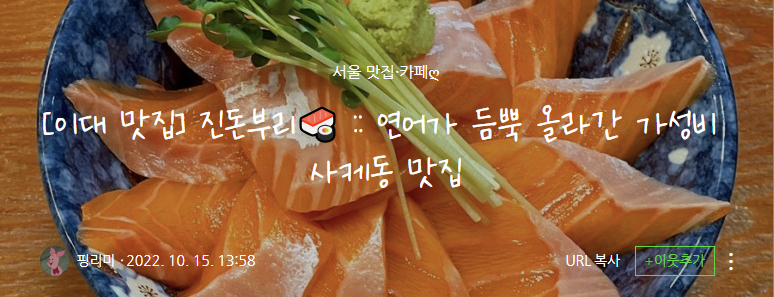 서울 맛집·카페ღ
[이대 맛집] 진돈부리🍣 :: 연어가 듬뿍 올라간 가성비
사케동 맛집
핑라미 · 2022. 10. 15. 13:58
URL 복사
+이웃추가